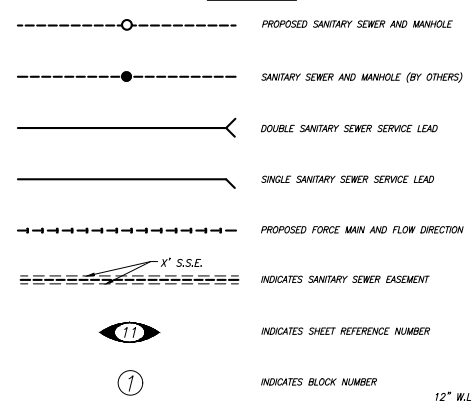 PROPOSED SANITARY SEWER AND MANHOLE
SANITARY SEWER AND MANHOLE (BY OTHERS)
DOUBLE SANITARY SEWER SERVICE LEAD
SINGLE SANITARY SEWER SERVICE LEAD
PROPOSED FORCE MAIN AND FLOW DIRECTION
X' S.S.E.
INDICATES SANITARY SEWER EASEMENT
11 INDICATES SHEET REFERENCE NUMBER
1 INDICATES BLOCK NUMBER
12" W.L